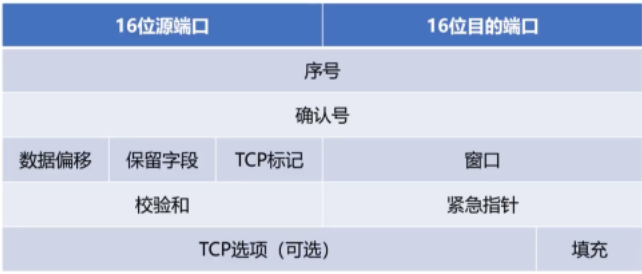 16位源端口 16位目的端口
序号
确认号
数据偏移 保留字段 TCP标记 窗口
校验和 紧急指针
TCP选项（可选） 填充